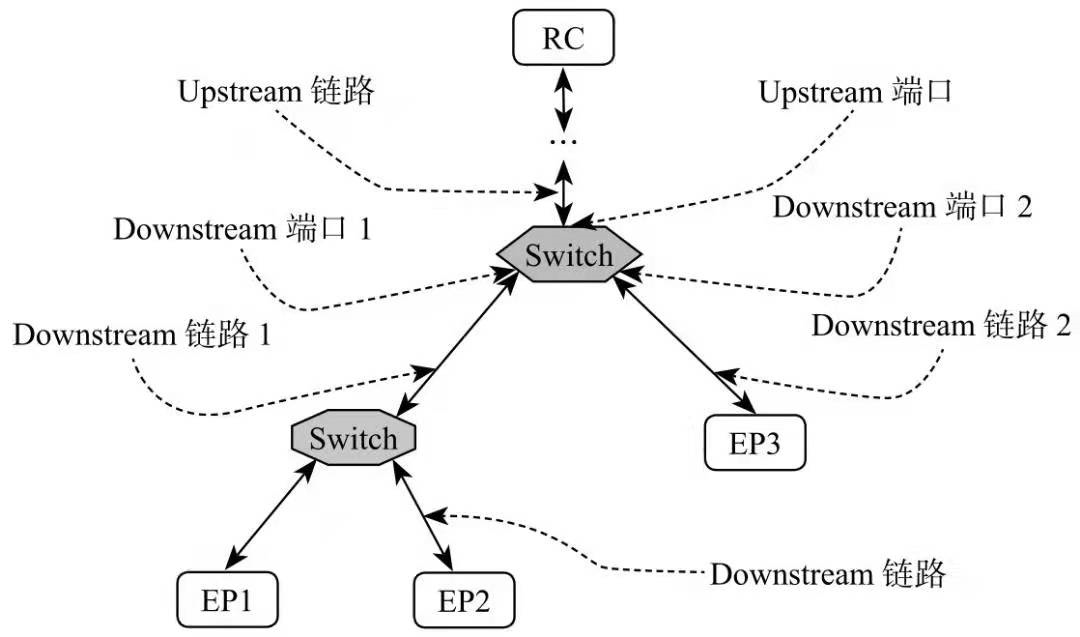 RC
Upstream 链路
Upstream 端口
...
Downstream 端口 2
Downstream 端口 1
Switch
Downstream 链路 2
Downstream 链路 1
Switch
EP3
Downstream 链路
EP1
EP2